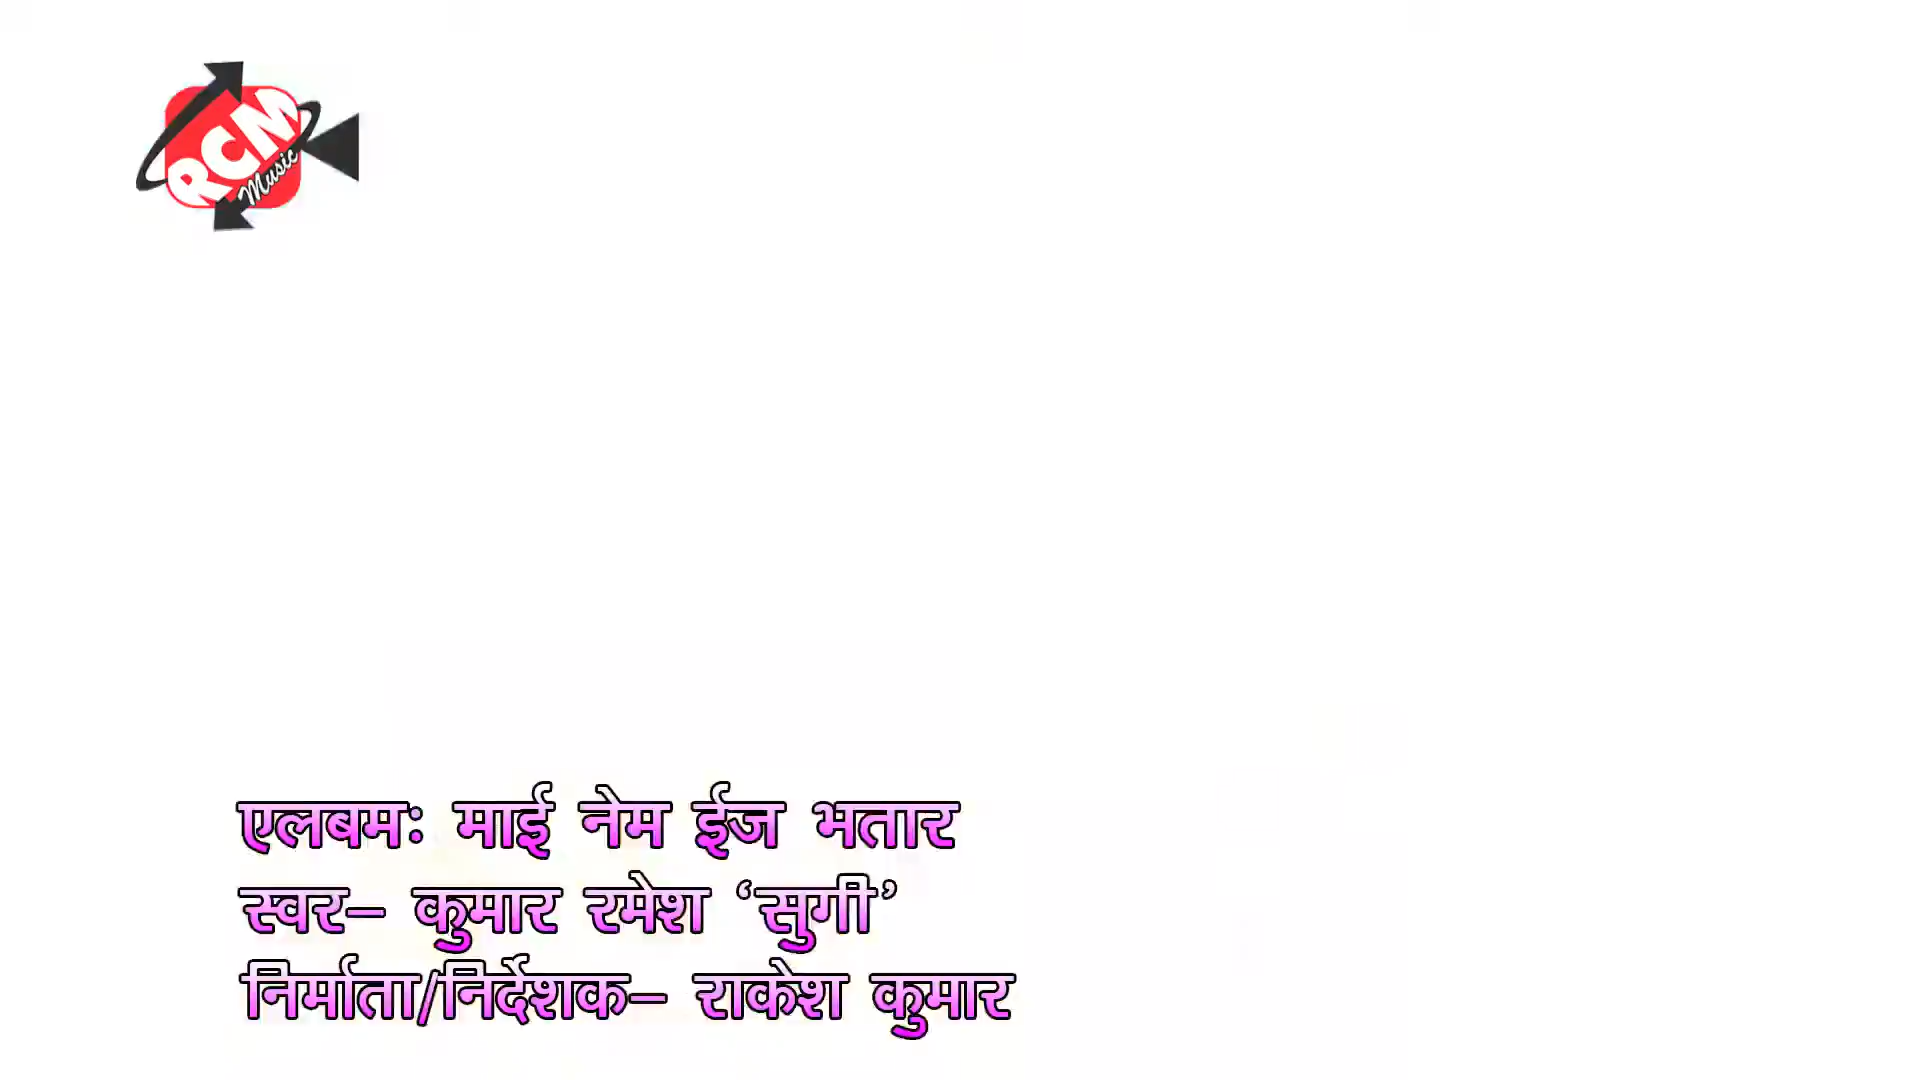 RCM
Music
एलबमः माई नेम ईज भतार
स्वर– कुमार रमेश ‘सुगी’
निर्माता/निर्देशक– राकेश कुमार